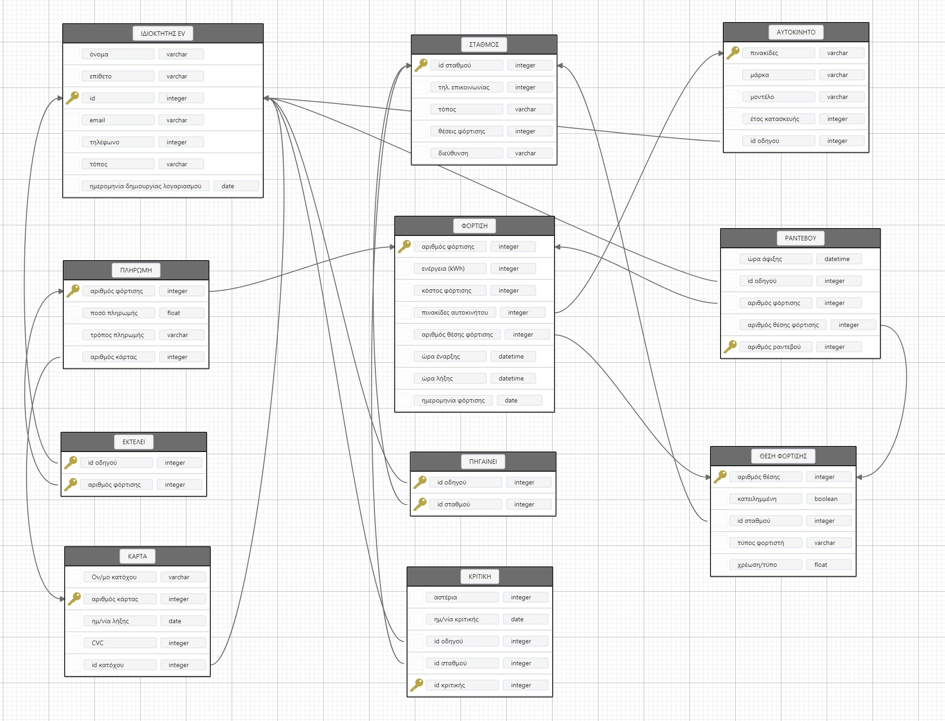 ΙΔΙΟΚΤΗΤΗΣ EV
όνομα varchar
επίθετο varchar
id integer
email varchar
τηλέφωνο integer
τόπος varchar
ημερομηνία δημιουργίας λογαριασμού date
ΣΤΑΘΜΟΣ
id σταθμού integer
τηλ. επικοινωνίας integer
τόπος varchar
θέσεις φόρτισης integer
διεύθυνση varchar
ΑΥΤΟΚΙΝΗΤΟ
πινακίδες varchar
μάρκα varchar
μοντέλο varchar
έτος κατασκευής integer
id οδηγού integer
ΦΟΡΤΙΣΗ
αριθμός φόρτισης integer
ενέργεια (kWh) integer
κόστος φόρτισης integer
πινακίδες αυτοκινήτου integer
αριθμός θέσης φόρτισης integer
ώρα έναρξης datetime
ώρα λήξης datetime
ημερομηνία φόρτισης date
ΡΑΝΤΕΒΟΥ
ώρα άφιξης datetime
id οδηγού integer
αριθμός φόρτισης integer
αριθμός θέσης φόρτισης integer
αριθμός ραντεβού integer
ΠΛΗΡΩΜΗ
αριθμός φόρτισης integer
ποσό πληρωμής float
τρόπος πληρωμής varchar
αριθμός κάρτας integer
ΕΚΤΕΛΕΙ
id οδηγού integer
αριθμός φόρτισης integer
ΠΗΓΑΙΝΕΙ
id οδηγού integer
id σταθμού integer
ΘΕΣΗ ΦΟΡΤΙΣΗΣ
αριθμός θέσης integer
κατειλημμένη boolean
id σταθμού integer
τύπος φορτιστή varchar
χρέωση/τύπο float
ΚΑΡΤΑ
Ον/μο κατόχου varchar
αριθμός κάρτας integer
ημ/νία λήξης date
CVC integer
id κατόχου integer
ΚΡΙΤΙΚΗ
αστέρια integer
ημ/νία κριτικής date
id οδηγού integer
id σταθμού integer
id κριτικής integer